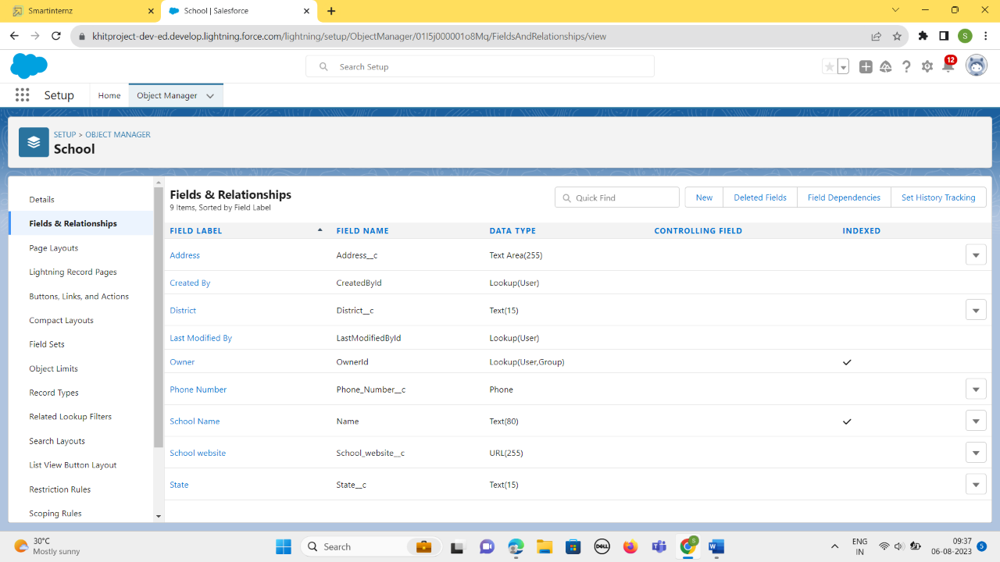 Smartinternz
School | Salesforce
khitproject-dev-ed.develop.lightning.force.com/lightning/setup/ObjectManager/01I5j000001o8Mq/FieldsAndRelationships/view
S
Search Setup
12
Setup
Home
Object Manager
SETUP > OBJECT MANAGER
School
Details
Fields & Relationships
Page Layouts
Lightning Record Pages
Buttons, Links, and Actions
Compact Layouts
Field Sets
Object Limits
Record Types
Related Lookup Filters
Search Layouts
List View Button Layout
Restriction Rules
Scoping Rules
Fields & Relationships
9 Items, Sorted by Field Label
Quick Find
New
Deleted Fields
Field Dependencies
Set History Tracking
FIELD LABEL FIELD NAME DATA TYPE CONTROLLING FIELD INDEXED
Address Address__c Text Area(255)
Created By CreatedById Lookup(User)
District District__c Text(15)
Last Modified By LastModifiedById Lookup(User)
Owner OwnerId Lookup(User,Group)
Phone Number Phone_Number__c Phone
School Name Name Text(80)
School website School_website__c URL(255)
State State__c Text(15)
30°C
Mostly sunny
Search
DELL
S
ENG
IN
09:37
06-08-2023
5